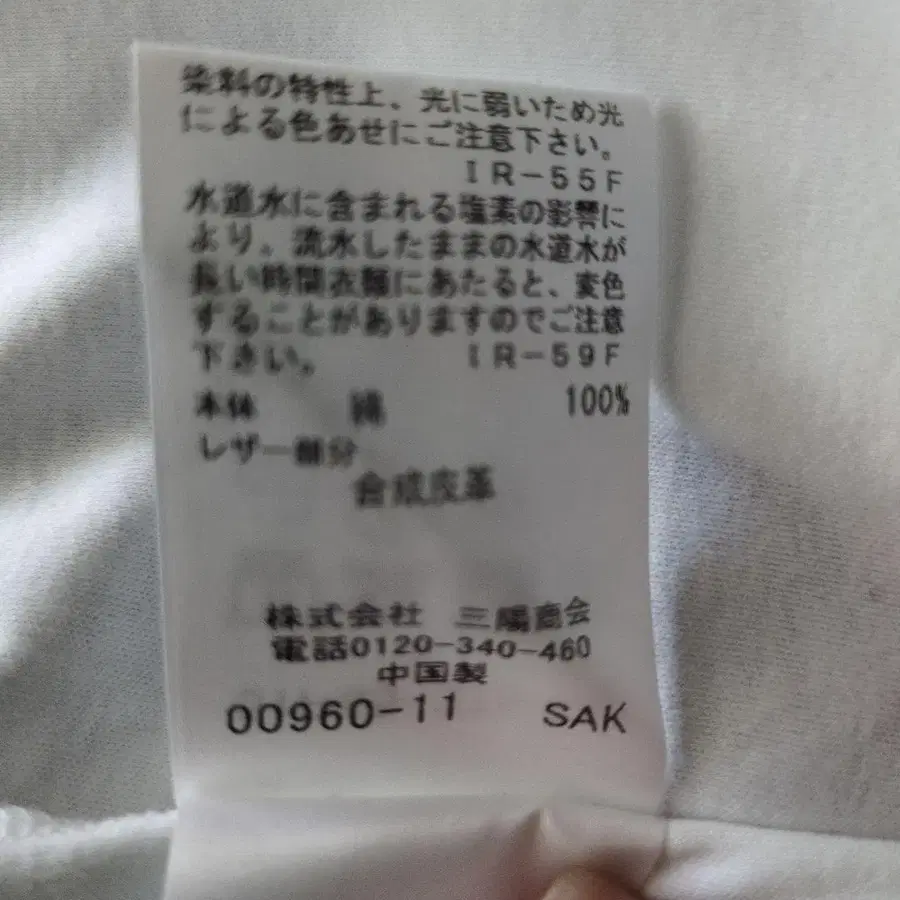 染料の特性上、光に弱いため光
による色あせにご注意下さい。
IR-55F
水道水に含まれる塩素の影響に
より、流水したままの水道水が
長い時間衣類にあたると、変色
することがありますのでご注意
下さい。 IR-59F
本体 綿 100%
レザー部分
合成皮革
株式会社 三陽商会
電話0120-340-460
中国製
00960-11 SAK